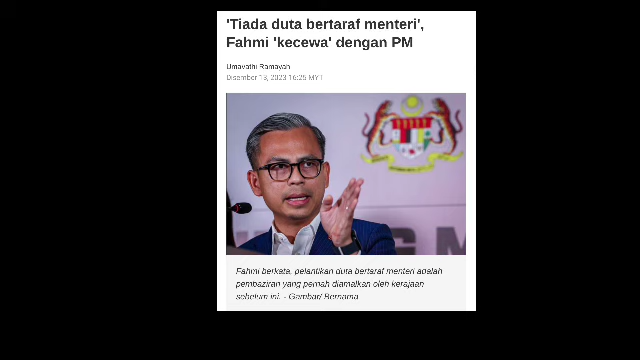 'Tiada duta bertaraf menteri',
Fahmi 'kecewa' dengan PM
Umavathi Ramayah
Disember 13, 2023 16:25 MYT
Fahmi berkata, pelantikan duta bertaraf menteri adalah
pembaziran yang pernah diamalkan oleh kerajaan
sebelum ini. - Gambar/ Bernama